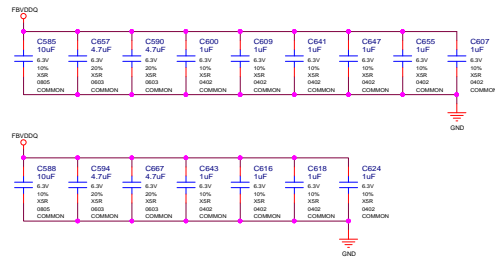 FBVDDQ
C585 C657 C590 C600 C609 C641 C647 C655 C607
10uF 4.7uF 4.7uF 1uF 1uF 1uF 1uF 1uF 1uF
6.3V 6.3V 6.3V 6.3V 6.3V 6.3V 6.3V 6.3V 6.3V
10% 20% 20% 10% 10% 10% 10% 10% 10%
X5R X5R X5R X5R X5R X5R X5R X5R X5R
0805 0603 0603 0402 0402 0402 0402 0402 0402
COMMON COMMON COMMON COMMON COMMON COMMON COMMON COMMON COMMON
GND
FBVDDQ
C588 C594 C667 C643 C616 C618 C624
10uF 4.7uF 4.7uF 1uF 1uF 1uF 1uF
6.3V 6.3V 6.3V 6.3V 6.3V 6.3V 6.3V
10% 20% 20% 10% 10% 10% 10%
X5R X5R X5R X5R X5R X5R X5R
0805 0603 0603 0402 0402 0402 0402
COMMON COMMON COMMON COMMON COMMON COMMON COMMON
GND